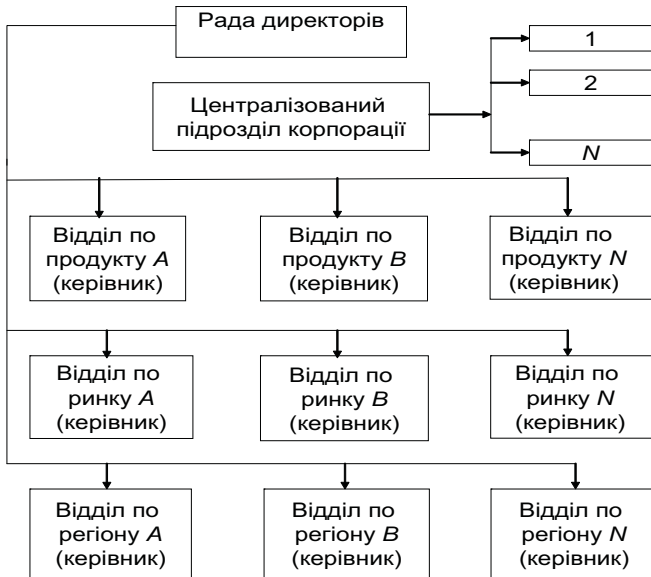 Рада директорів
1
2
N
Централізований
підрозділ корпорації
Відділ по
продукту A
(керівник)
Відділ по
продукту B
(керівник)
Відділ по
продукту N
(керівник)
Відділ по
ринку A
(керівник)
Відділ по
ринку B
(керівник)
Відділ по
ринку N
(керівник)
Відділ по
регіону A
(керівник)
Відділ по
регіону B
(керівник)
Відділ по
регіону N
(керівник)